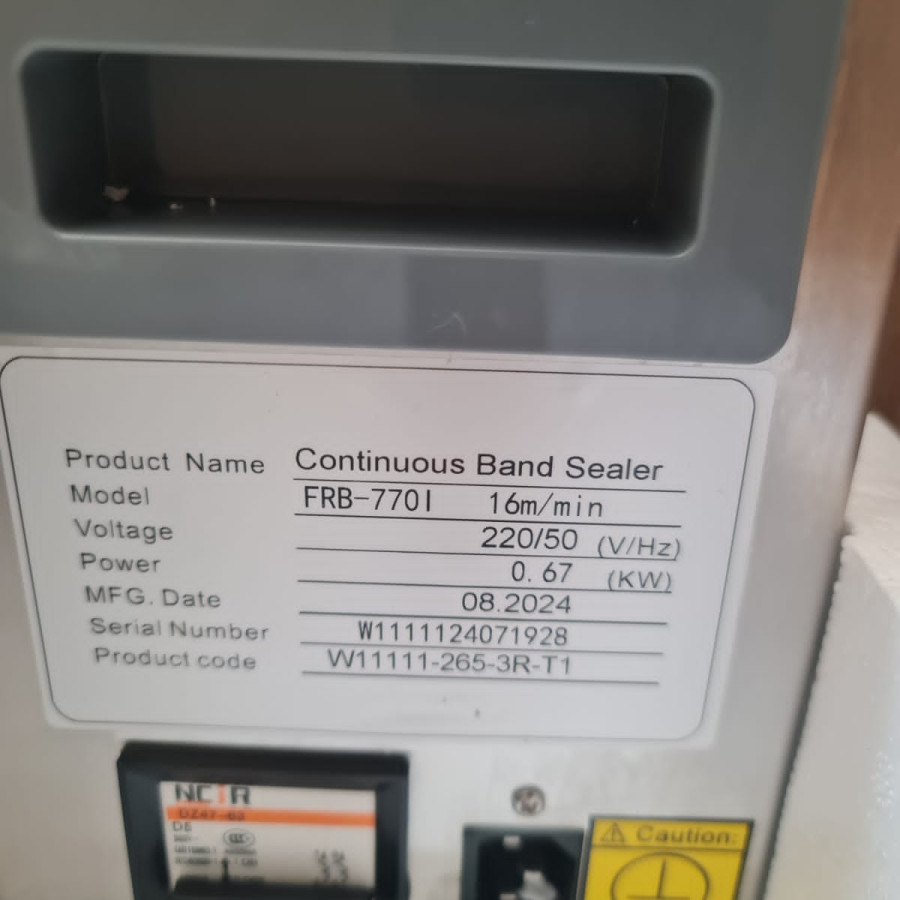 Product Name Continuous Band Sealer
Model FRB-770I 16m/min
Voltage 220/50 (V/Hz)
Power 0.67 (KW)
MFG. Date 08.2024
Serial Number W1111124071928
Product code W11111-265-3R-T1
NCIR
DZ47-63
Caution: